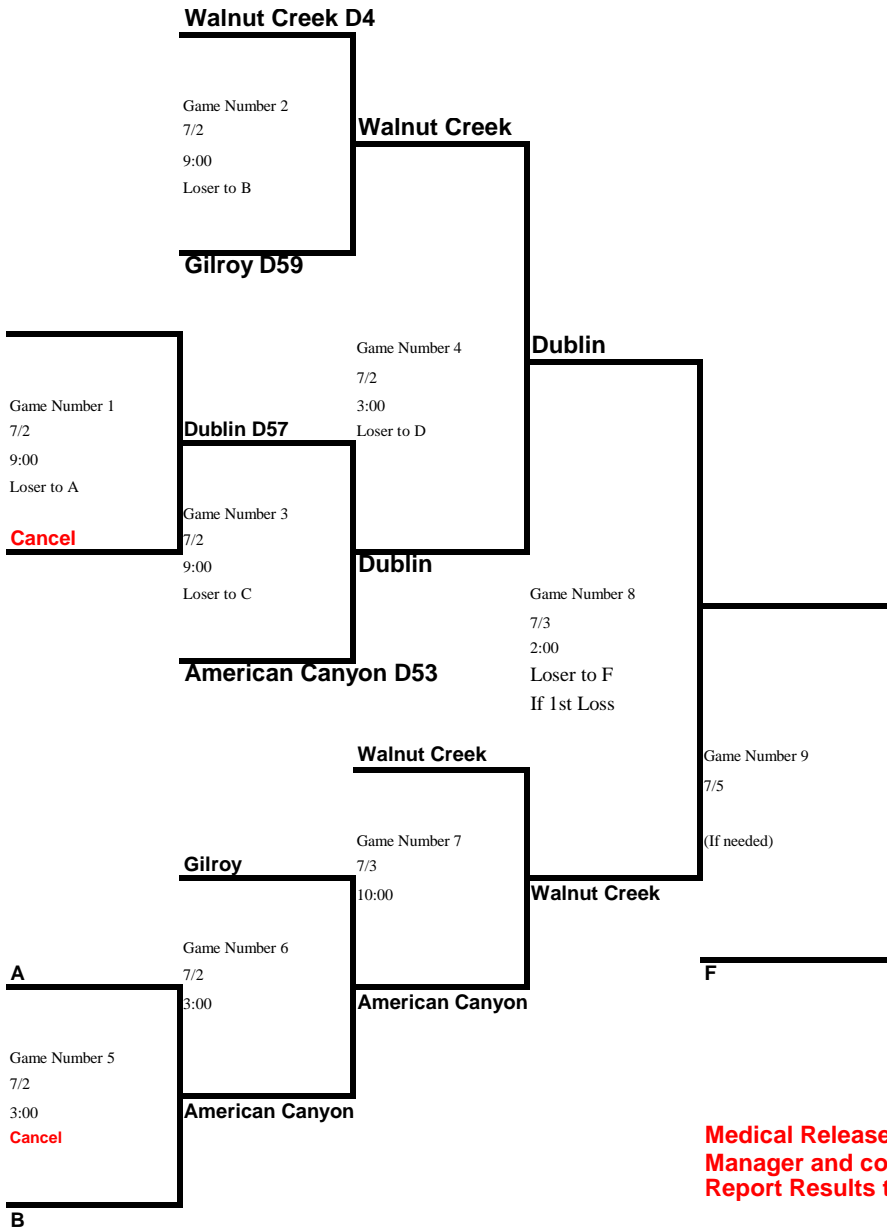 Walnut Creek D4
Game Number 2
7/2
9:00
Loser to B
Walnut Creek
Gilroy D59
Game Number 4
7/2
3:00
Loser to D
Dublin
Game Number 1
7/2
9:00
Loser to A
Cancel
Dublin D57
Game Number 3
7/2
9:00
Loser to C
Dublin
American Canyon D53
Game Number 8
7/3
2:00
Loser to F
If 1st Loss
Walnut Creek
Game Number 9
7/5
(If needed)
Game Number 7
7/3
10:00
Gilroy
Walnut Creek
Game Number 6
7/2
3:00
A
American Canyon
F
Game Number 5
7/2
3:00
Cancel
American Canyon
B
Medical Release
Manager and co
Report Results t